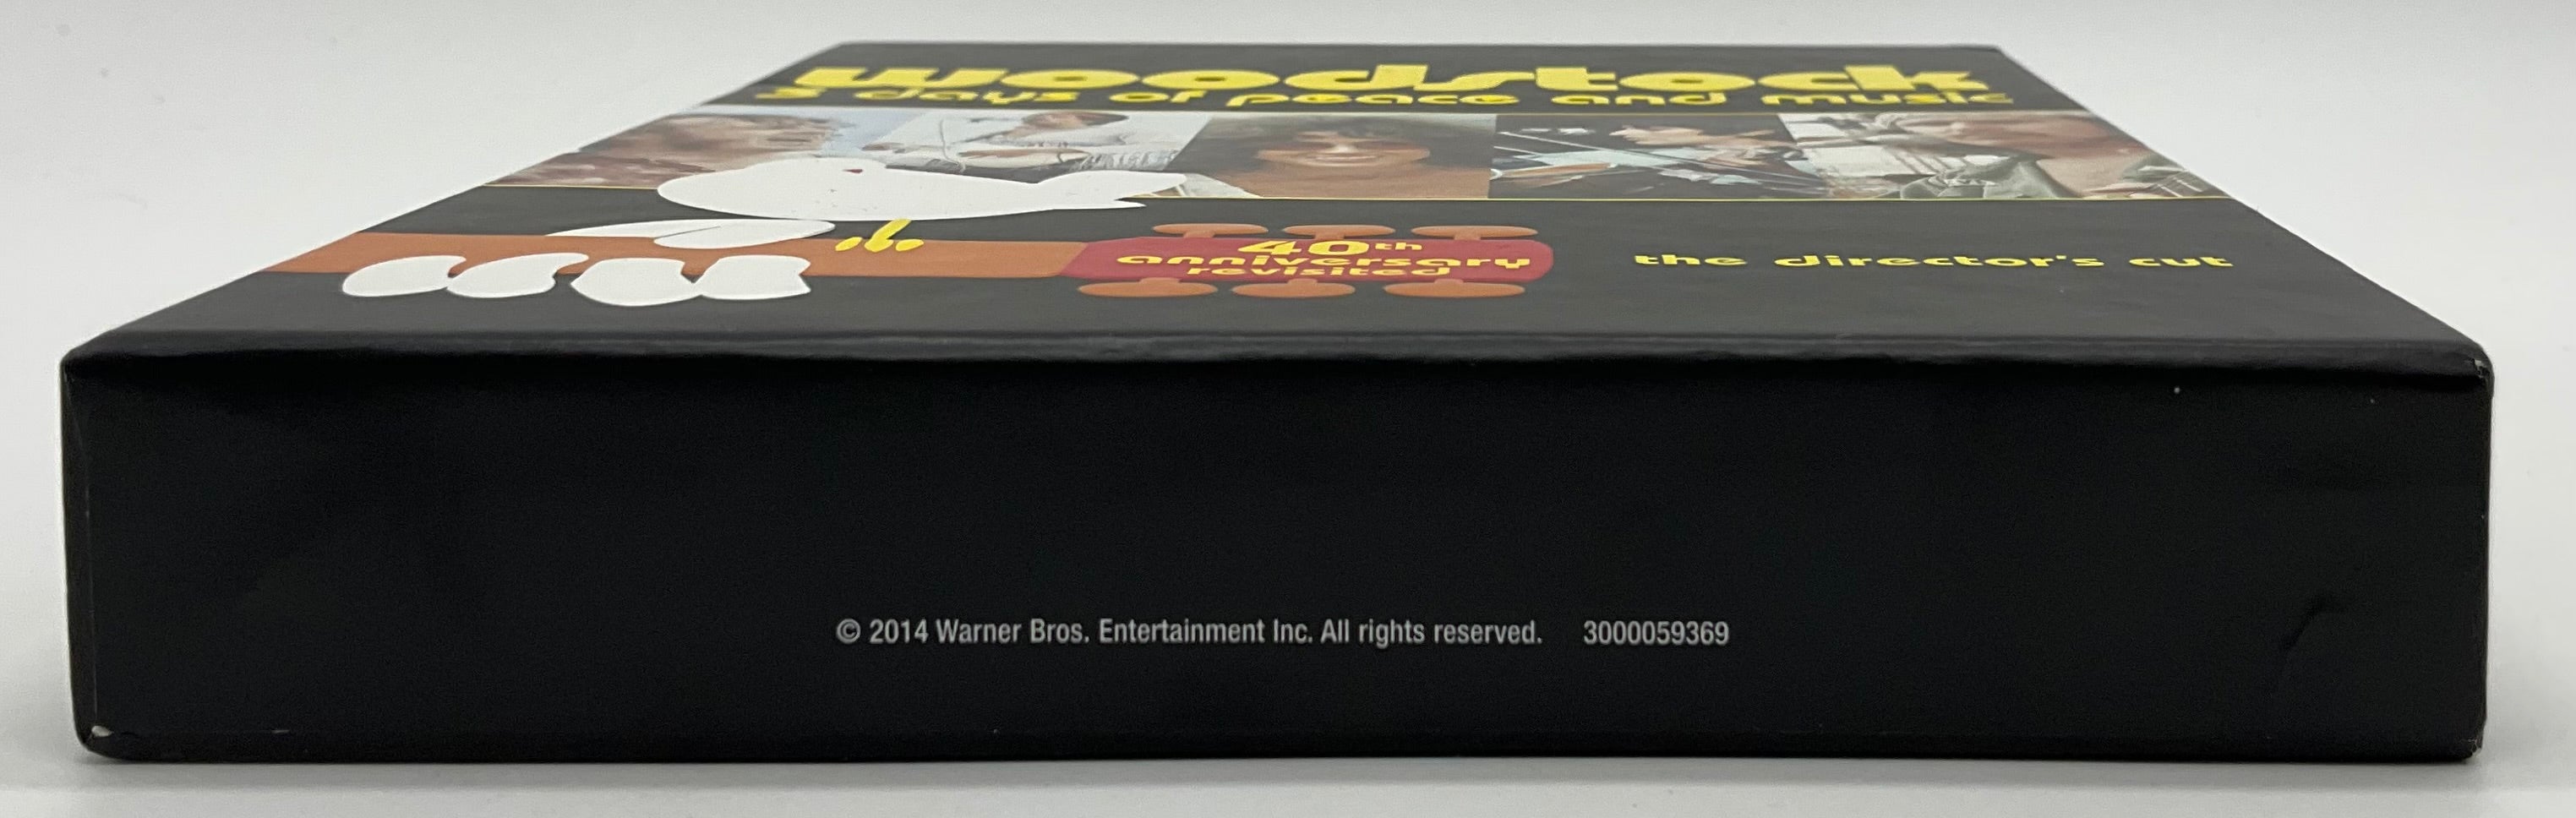 woodstock
3 days of peace and music
40th
anniversary
revisited
the director's cut
© 2014 Warner Bros. Entertainment Inc. All rights reserved. 3000059369